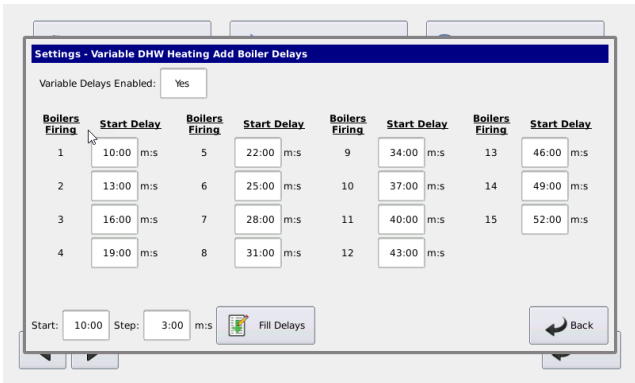 Settings - Variable DHW Heating Add Boiler Delays
Variable Delays Enabled: Yes
Boilers Firing Start Delay Boilers Firing Start Delay Boilers Firing Start Delay Boilers Firing Start Delay
1 10:00 m:s 5 22:00 m:s 9 34:00 m:s 13 46:00 m:s
2 13:00 m:s 6 25:00 m:s 10 37:00 m:s 14 49:00 m:s
3 16:00 m:s 7 28:00 m:s 11 40:00 m:s 15 52:00 m:s
4 19:00 m:s 8 31:00 m:s 12 43:00 m:s
Start: 10:00 Step: 3:00 m:s Fill Delays Back